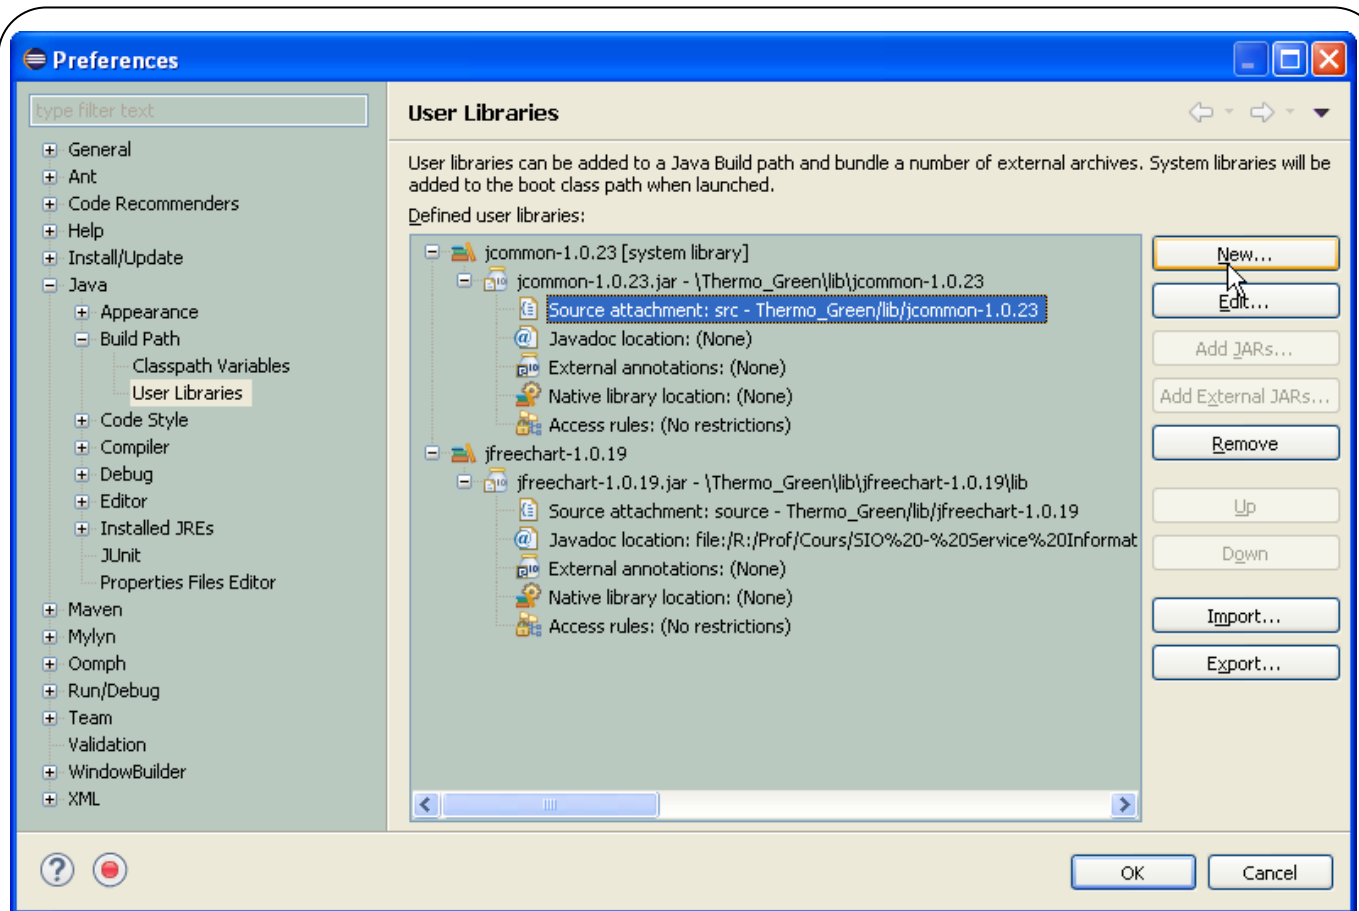 Preferences
type filter text
General
Ant
Code Recommenders
Help
Install/Update
Java
Appearance
Build Path
Classpath Variables
User Libraries
Code Style
Compiler
Debug
Editor
Installed JREs
JUnit
Properties Files Editor
Maven
Mylyn
Oomph
Run/Debug
Team
Validation
WindowBuilder
XML
User Libraries
User libraries can be added to a Java Build path and bundle a number of external archives. System libraries will be
added to the boot class path when launched.
Defined user libraries:
jcommon-1.0.23 [system library]
jcommon-1.0.23.jar - \Thermo_Green\lib\jcommon-1.0.23
Source attachment: src - Thermo_Green/lib/jcommon-1.0.23
Javadoc location: (None)
External annotations: (None)
Native library location: (None)
Access rules: (No restrictions)
jfreechart-1.0.19
jfreechart-1.0.19.jar - \Thermo_Green\lib\jfreechart-1.0.19\lib
Source attachment: source - Thermo_Green/lib/jfreechart-1.0.19
Javadoc location: file:/R:/Prof/Cours/SIO%20-%20Service%20Informat
External annotations: (None)
Native library location: (None)
Access rules: (No restrictions)
New...
Edit...
Add JARs...
Add External JARs...
Remove
Up
Down
Import...
Export...
OK
Cancel